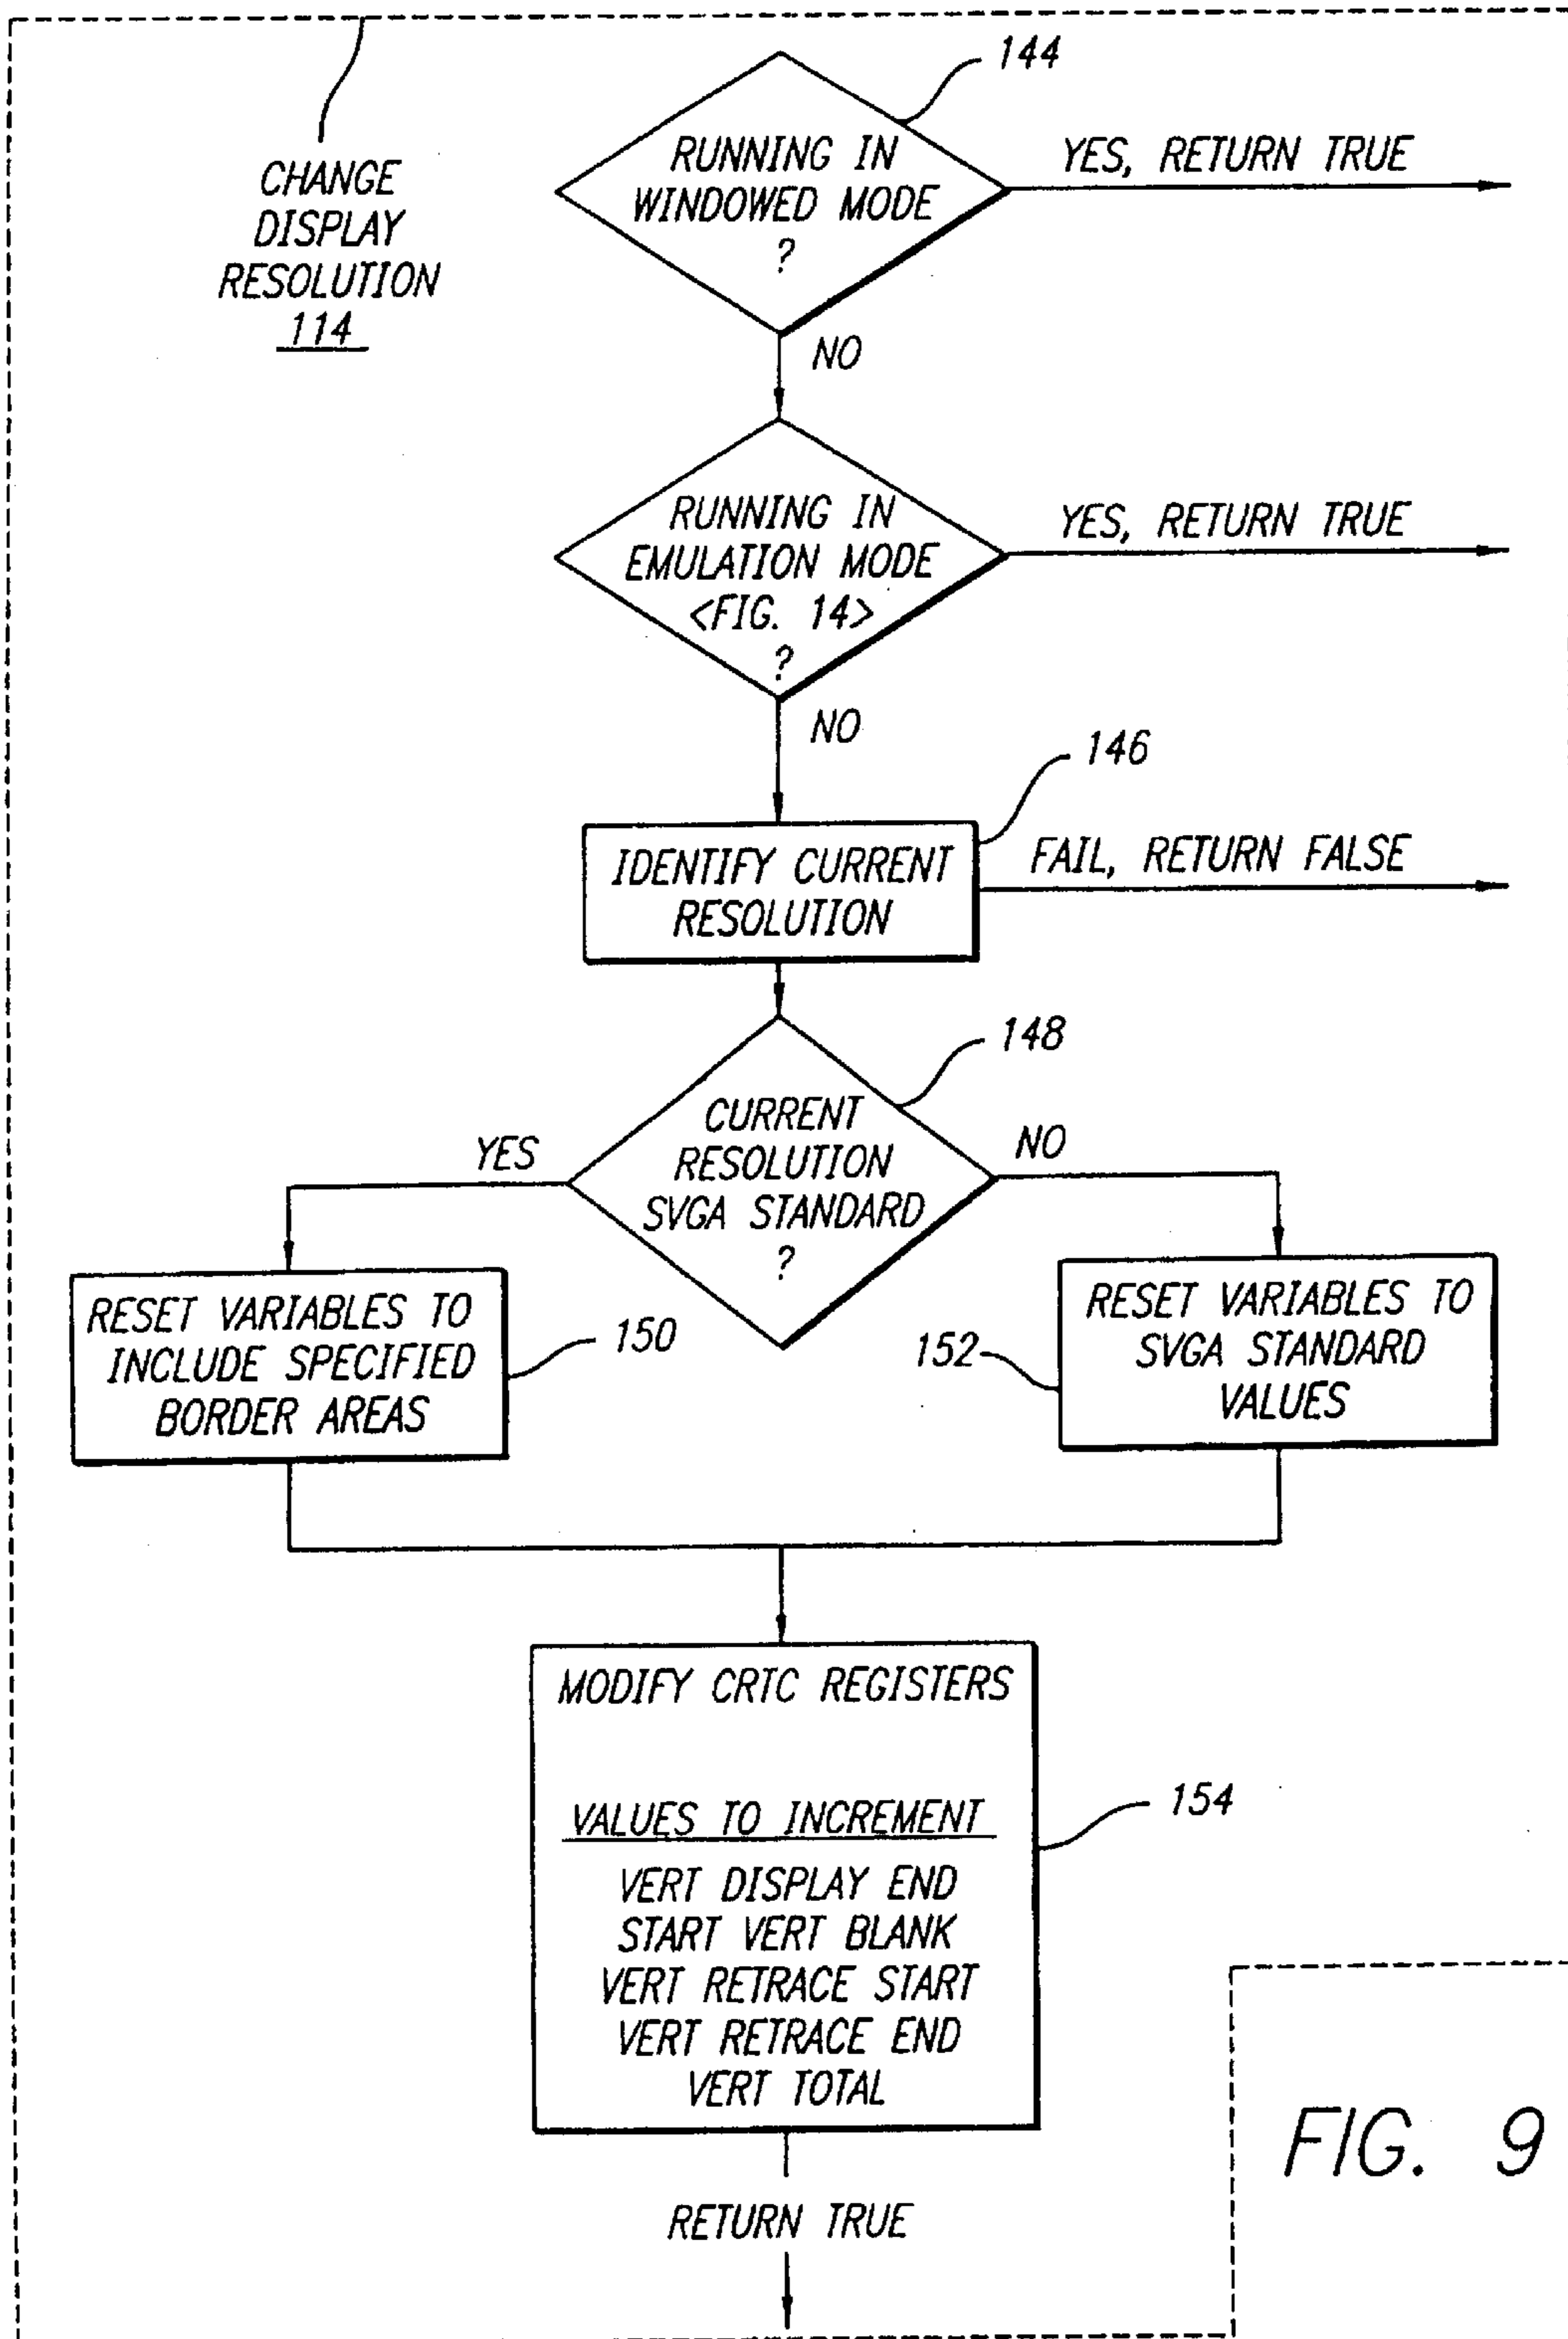 144
RUNNING IN
WINDOWED MODE
?
YES, RETURN TRUE
CHANGE
DISPLAY
RESOLUTION
114
NO
RUNNING IN
EMULATION MODE
<FIG. 14>
?
YES, RETURN TRUE
NO
146
IDENTIFY CURRENT
RESOLUTION
FAIL, RETURN FALSE
148
CURRENT
RESOLUTION
SVGA STANDARD
?
YES
NO
RESET VARIABLES TO
INCLUDE SPECIFIED
BORDER AREAS
150
152
RESET VARIABLES TO
SVGA STANDARD
VALUES
MODIFY CRTC REGISTERS
VALUES TO INCREMENT
VERT DISPLAY END
START VERT BLANK
VERT RETRACE START
VERT RETRACE END
VERT TOTAL
154
RETURN TRUE
FIG. 9